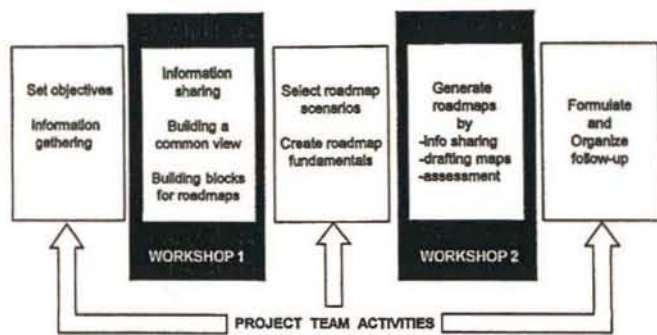 Set objectives
Information
gathering
Information
sharing
Building a
common view
Building blocks
for roadmaps
WORKSHOP 1
Select roadmap
scenarios
Create roadmap
fundamentals
Generate
roadmaps
by
-info sharing
-drafting maps
-assessment
WORKSHOP 2
Formulate
and
Organize
follow-up
PROJECT TEAM ACTIVITIES